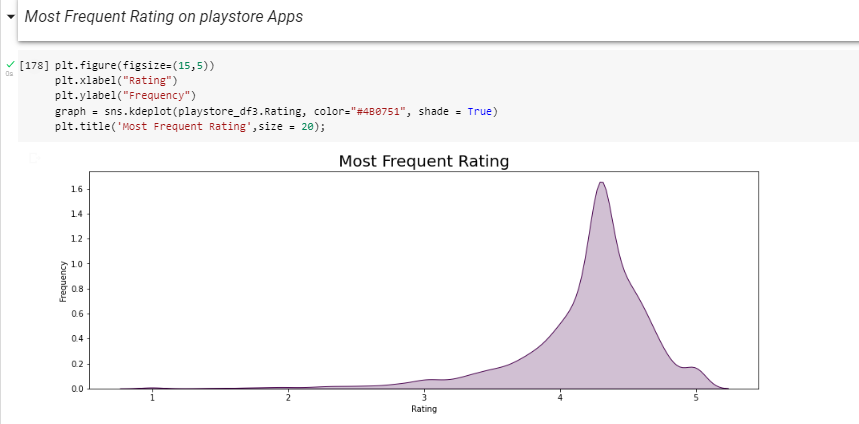 Most Frequent Rating on playstore Apps
[178] plt.figure(figsize=(15,5))
0s
plt.xlabel("Rating")
plt.ylabel("Frequency")
graph = sns.kdeplot(playstore_df3.Rating, color="#4B0751", shade = True)
plt.title('Most Frequent Rating',size = 20);
Most Frequent Rating
1.6
1.4
1.2
1.0
0.8
0.6
0.4
0.2
0.0
Frequency
1 2 3 4 5
Rating